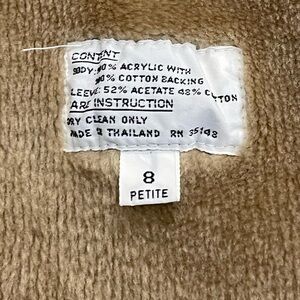 CONTENT
BODY: 100% ACRYLIC WITH
100% COTTON BACKING
SLEEVE: 52% ACETATE 48% COTTON
CARE INSTRUCTION
DRY CLEAN ONLY
MADE IN THAILAND RN
8
PETITE